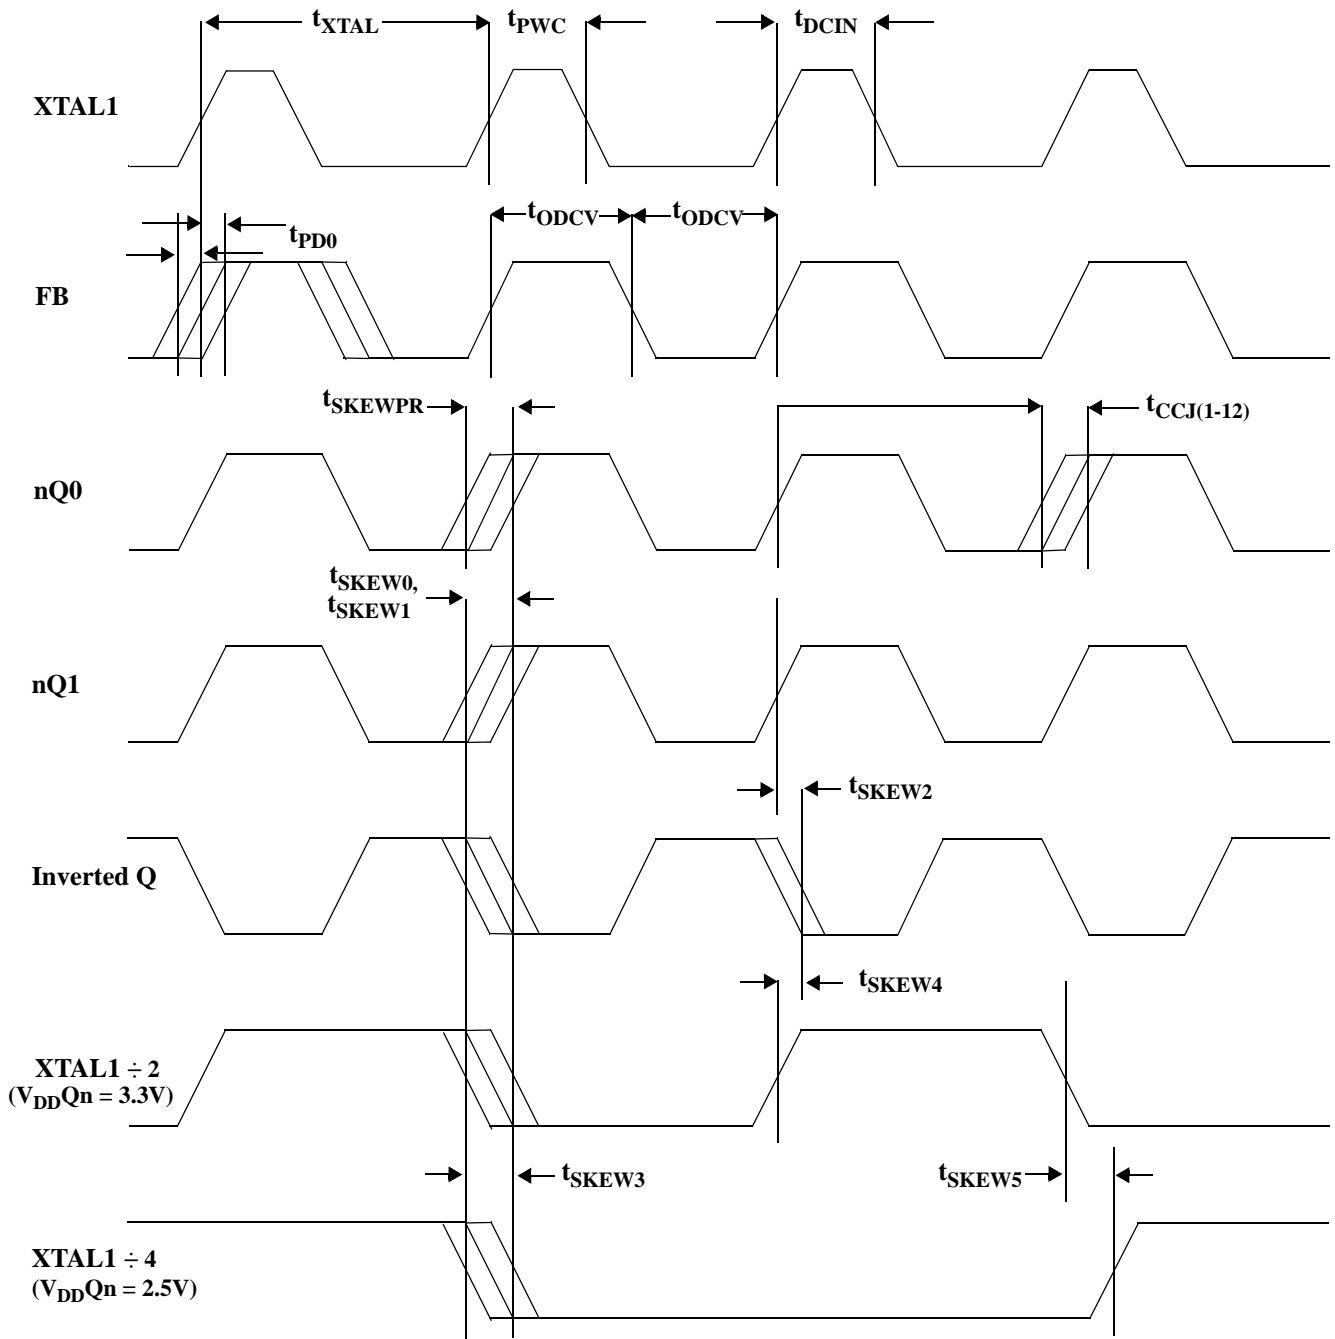 tXTAL tPWC tDCIN
XTAL1
tODCV tODCV
tPD0
FB
tSKEWPR tCCJ(1-12)
nQ0
tSKEW0,
tSKEW1
nQ1
tSKEW2
Inverted Q
tSKEW4
XTAL1 ÷ 2
(VDDQn = 3.3V)
tSKEW3 tSKEW5
XTAL1 ÷ 4
(VDDQn = 2.5V)